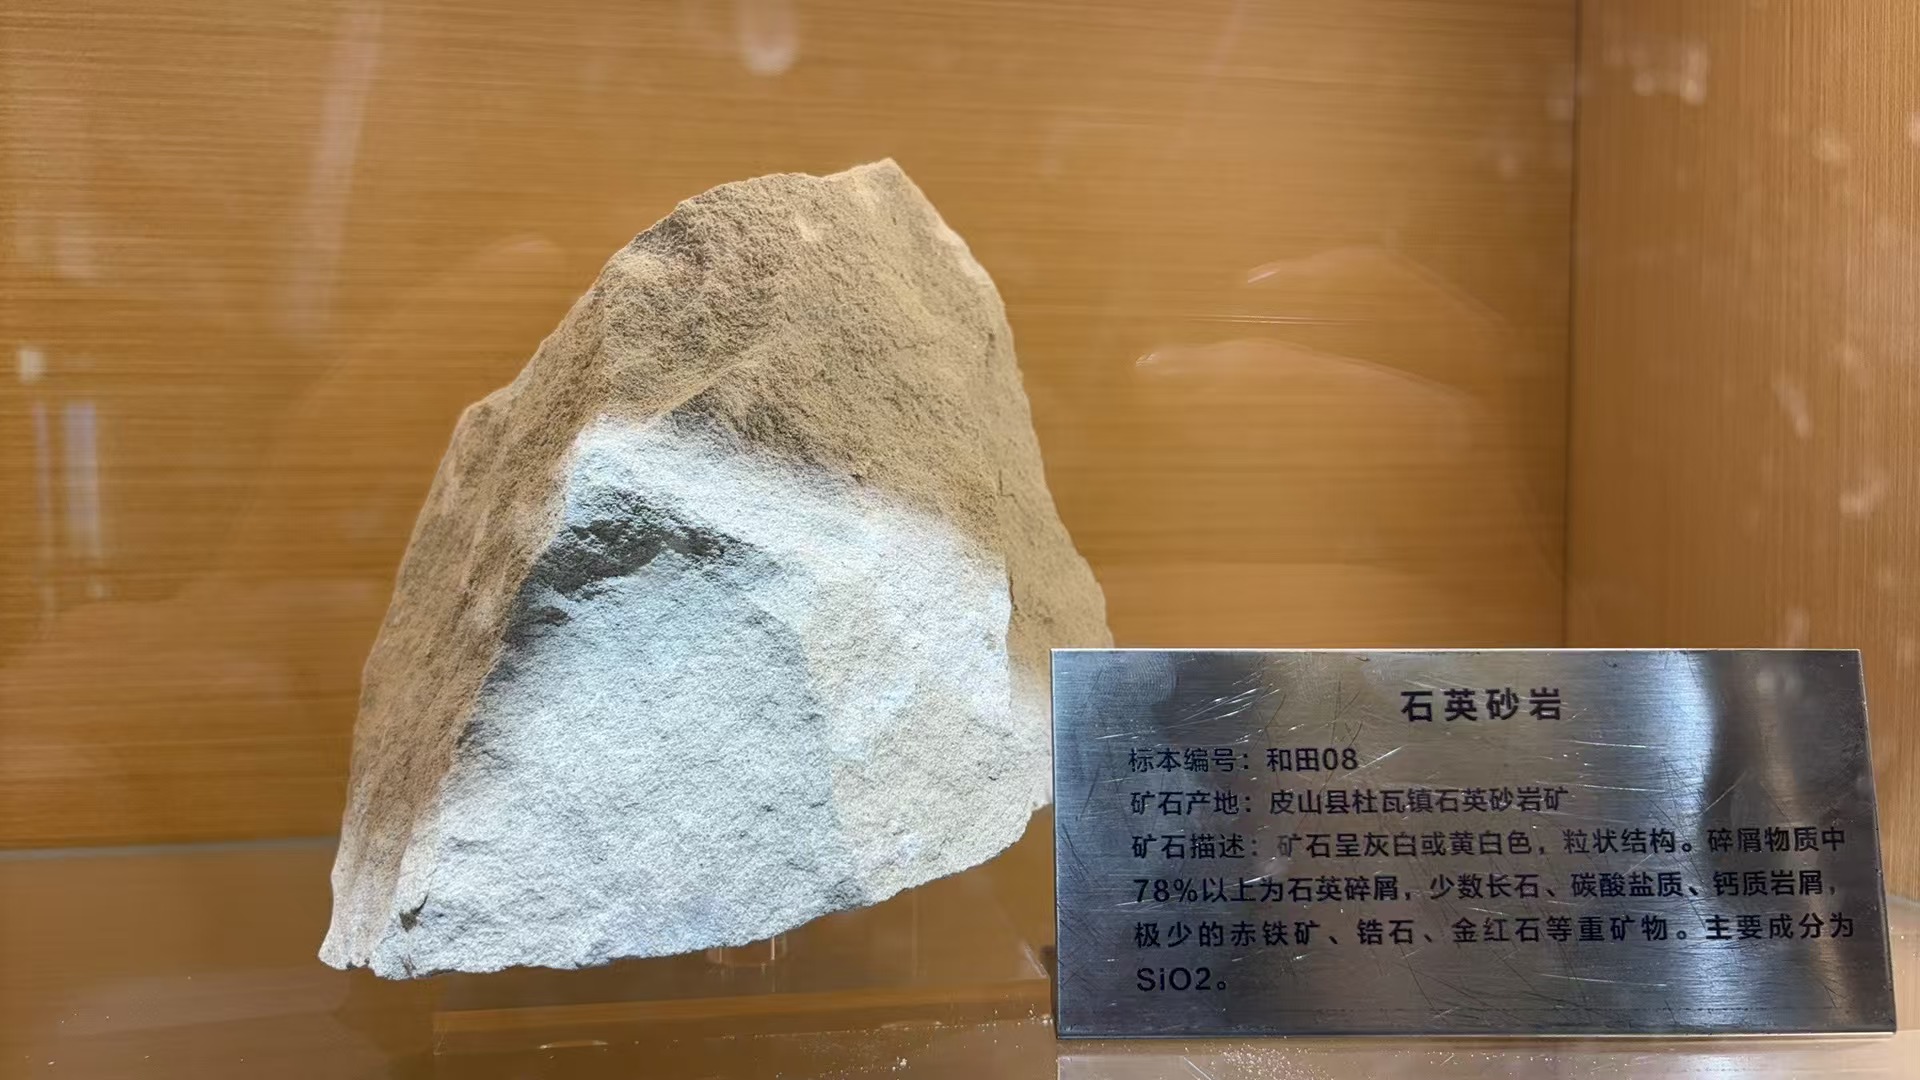 石英砂岩
标本编号：和田08
矿石产地：皮山县杜瓦镇石英砂岩矿
矿石描述：矿石呈灰白或黄白色，粒状结构。碎屑物质中
78%以上为石英碎屑，少数长石、碳酸盐质、钙质岩屑，
极少的赤铁矿、锆石、金红石等重矿物。主要成分为
SiO2。